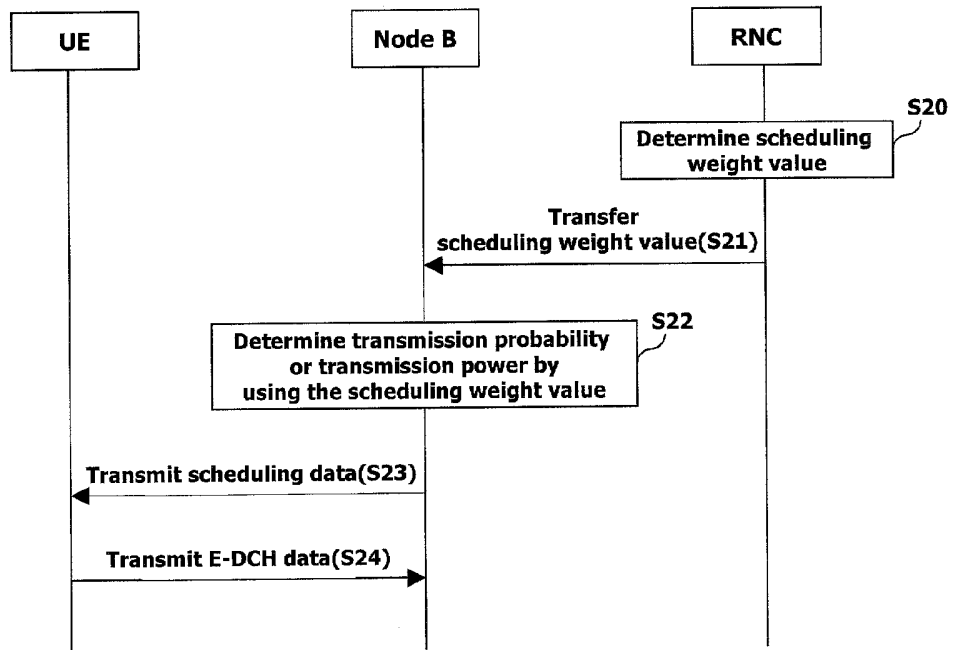 UE
Node B
RNC
S20
Determine scheduling
weight value
Transfer
scheduling weight value(S21)
S22
Determine transmission probability
or transmission power by
using the scheduling weight value
Transmit scheduling data(S23)
Transmit E-DCH data(S24)